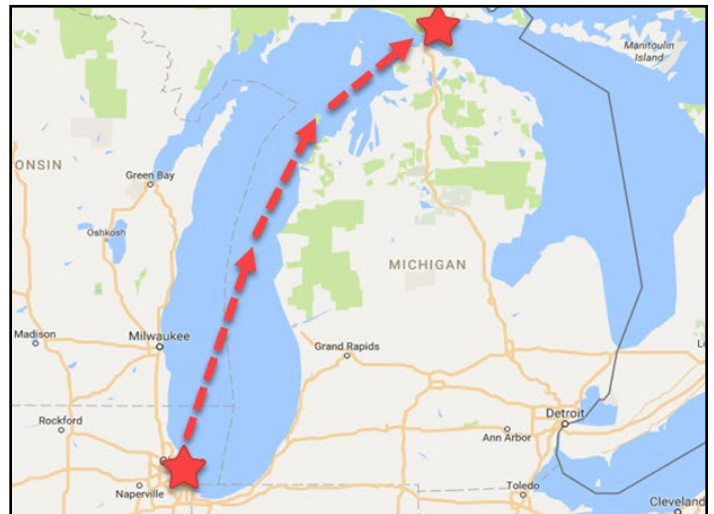 Manitoulin
Island
ONSIN
Green Bay
Oshkosh
MICHIGAN
Madison
Milwaukee
Grand Rapids
Rockford
Detroit
Ann Arbor
Naperville
Toledo
Cleveland